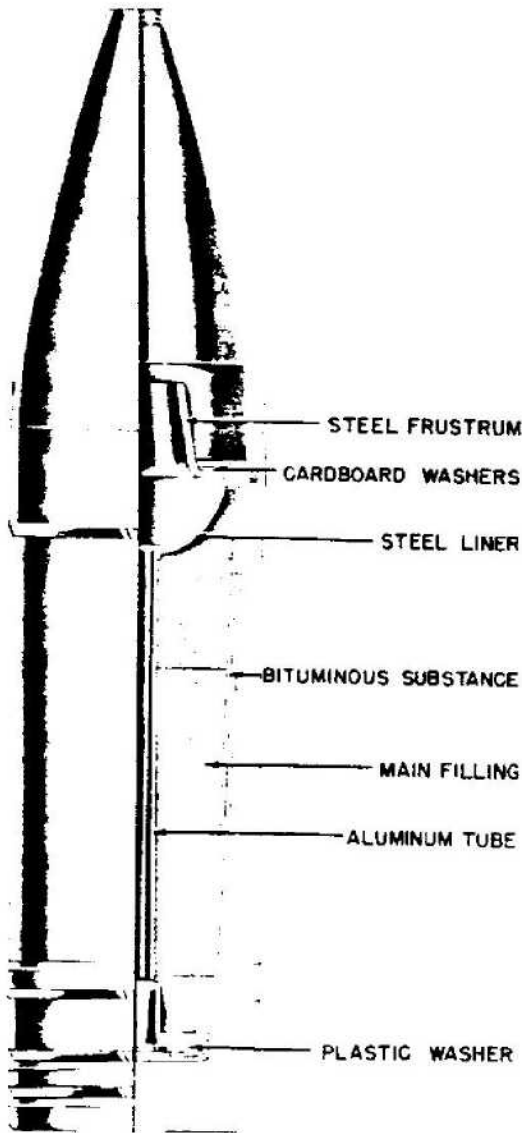 STEEL FRUSTRUM
CARDBOARD WASHERS
STEEL LINER
BITUMINOUS SUBSTANCE
MAIN FILLING
ALUMINUM TUBE
PLASTIC WASHER